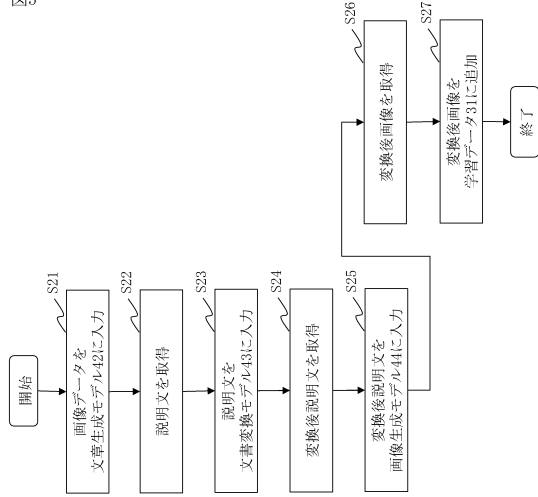 開始
S21
画像データを
文章生成モデル42に入力
S22
説明文を取得
S23
説明文を
文書変換モデル43に入力
S24
変換後説明文を取得
S25
変換後説明文を
画像生成モデル44に入力
S26
変換後画像を取得
S27
変換後画像を
学習データ31に追加
終了